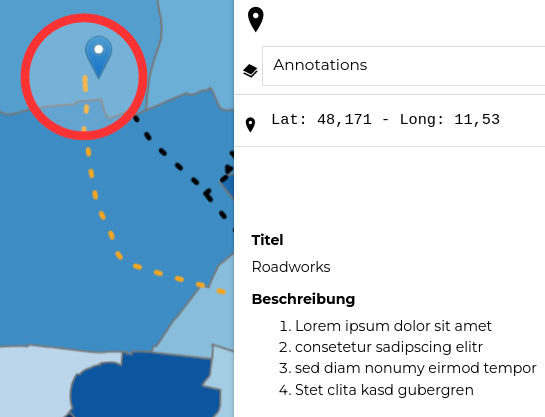 Annotations
Lat: 48,171 - Long: 11,53
Titel
Roadworks
Beschreibung
1. Lorem ipsum dolor sit amet
2. consetetur sadipscing elitr
3. sed diam nonumy eirmod tempor
4. Stet clita kasd gubergren